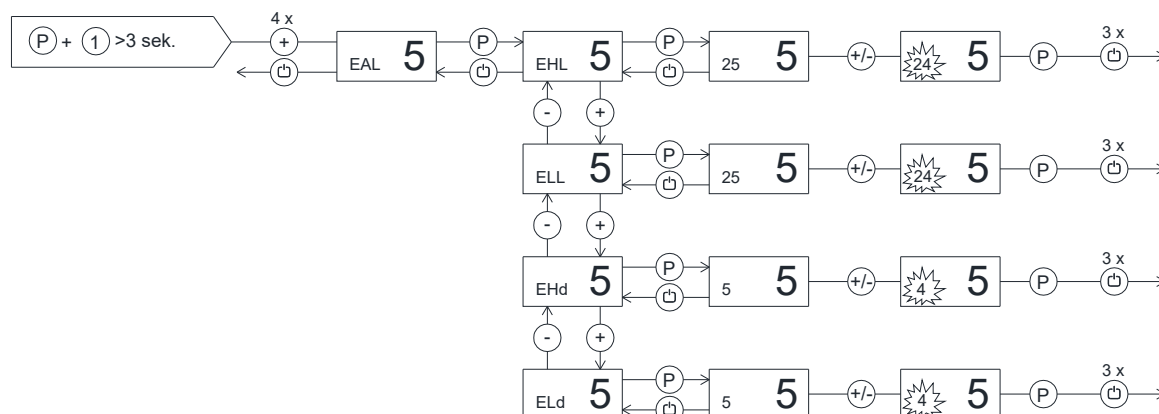 4 x
P + 1 >3 sek. + EAL 5 P EHL 5 P 25 5 +/- 24 5 P 3 x
- +
ELL 5 P 25 5 +/- 24 5 P 3 x
- +
EHd 5 P 5 5 +/- 4 5 P 3 x
- +
ELd 5 P 5 5 +/- 4 5 P 3 x